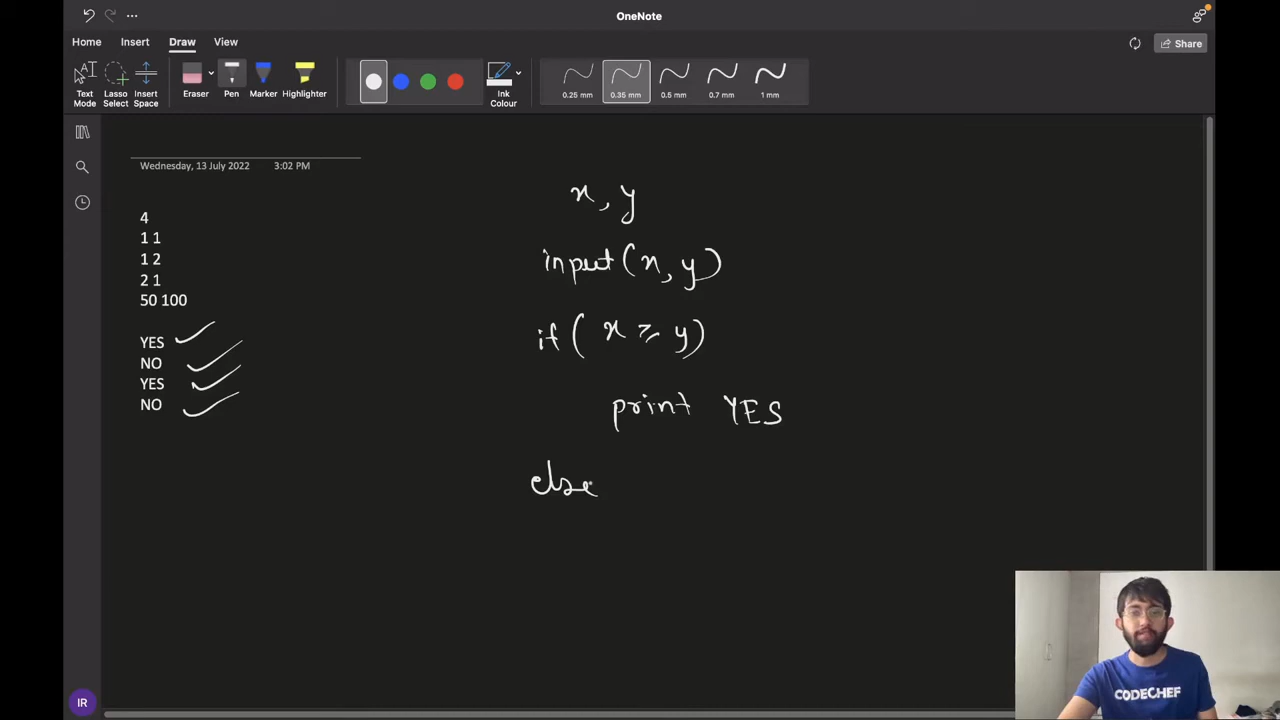 OneNote
Home Insert Draw View
Share
Text Mode
Lasso Select
Insert Space
Eraser
Pen
Marker
Highlighter
Ink Colour
0.25 mm
0.35 mm
0.5 mm
0.7 mm
1 mm
Wednesday, 13 July 2022 3:02 PM
4
1 1
1 2
2 1
50 100
YES
NO
YES
NO
x, y
input(x, y)
if( x ≥ y)
print YES
else
IR
CODECHEF